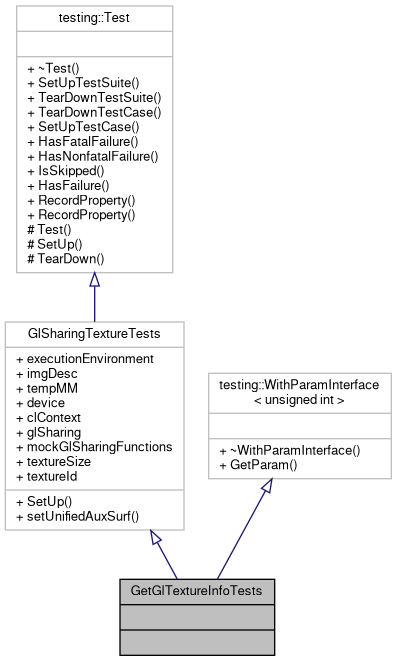 testing::Test
+ ~Test()
+ SetUpTestSuite()
+ TearDownTestSuite()
+ TearDownTestCase()
+ SetUpTestCase()
+ HasFatalFailure()
+ HasNonfatalFailure()
+ IsSkipped()
+ HasFailure()
+ RecordProperty()
+ RecordProperty()
# Test()
# SetUp()
# TearDown()
GlSharingTextureTests
+ executionEnvironment
+ imgDesc
+ tempMM
+ device
+ clContext
+ glSharing
+ mockGlSharingFunctions
+ textureSize
+ textureId
+ SetUp()
+ setUnifiedAuxSurf()
testing::WithParamInterface
< unsigned int >
+ ~WithParamInterface()
+ GetParam()
GetGlTextureInfoTests